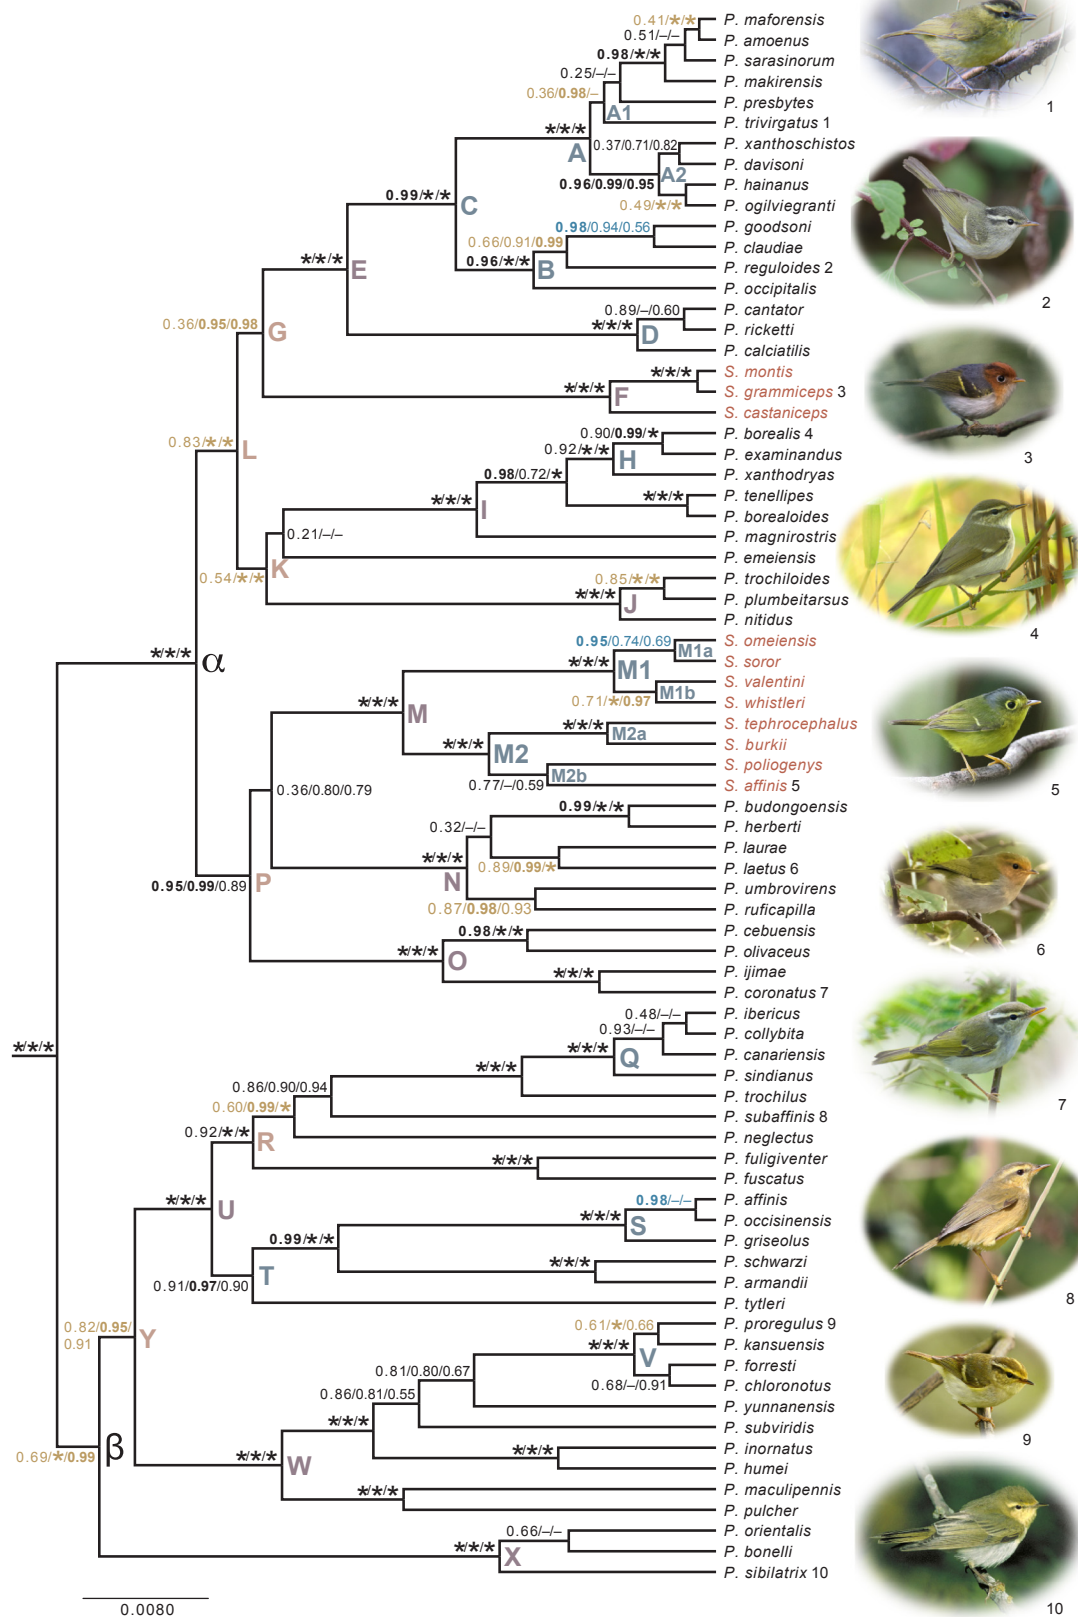 0.41/*/* P. maforensis
0.51/–/– P. amoenus
0.98/*/* P. sarasinorum
0.25/–/– P. makirensis
0.36/0.98/– P. presbytes
1
A1 P. trivirgatus 1
*/*/*
A 0.37/0.71/0.82 P. xanthoschistos
P. davisoni
A2
0.96/0.99/0.95 P. hainanus
0.99/*/* C 0.49/*/* P. ogilviegranti
0.98/0.94/0.56 P. goodsoni
0.66/0.91/0.99 P. claudiae
0.96/*/* B P. reguloides 2
*/*/* E P. occipitalis
2
0.89/–/0.60 P. cantator
0.36/0.95/0.98 G */*/* D P. ricketti
P. calciatilis
*/*/* S. montis
*/*/* F S. grammiceps 3
S. castaniceps
0.90/0.99/* P. borealis 4
0.83/*/* L 0.92/*/* H P. examinandus
3
0.98/0.72/* P. xanthodryas
*/*/* I */*/* P. tenellipes
P. borealoides
0.21/–/– P. magnirostris
P. emeiensis
0.54/*/* K 0.85/*/* P. trochiloides
*/*/* J P. plumbeitarsus
P. nitidus
4
0.95/0.74/0.69 M1a S. omeiensis
*/*/* α */*/* M1 S. soror
S. valentini
0.71/*/0.97 M1b S. whistleri
*/*/* M
*/*/* M2 */*/* M2a S. tephrocephalus
S. burkii
M2b S. poliogenys
0.77/–/0.59 S. affinis 5
5
0.36/0.80/0.79
0.99/*/* P. budongoensis
0.32/–/– P. herberti
*/*/* P. laurae
0.89/0.99/* P. laetus 6
0.95/0.99/0.89 P N P. umbrovirens
0.87/0.98/0.93 P. ruficapilla
0.98/*/* P. cebuensis
*/*/* O P. olivaceus
6
*/*/* P. ijimae
P. coronatus 7
0.48/–/– P. ibericus
0.93/–/– P. collybita
*/*/* */*/* Q P. canariensis
*/*/* P. sindianus
0.86/0.90/0.94 P. trochilus
7
0.60/0.99/* P. subaffinis 8
0.92/*/* R P. neglectus
*/*/* P. fuligiventer
P. fuscatus
*/*/* U 0.98/–/– P. affinis
*/*/* S P. occisinensis
0.99/*/* P. griseolus
*/*/* P. schwarzi
0.91/0.97/0.90 T P. armandii
P. tytleri
8
0.82/0.95/
0.91 Y 0.61/*/0.66 P. proregulus 9
*/*/* V P. kansuensis
0.81/0.80/0.67 P. forresti
0.68/–/0.91 P. chloronotus
0.86/0.81/0.55 P. yunnanensis
*/*/* P. subviridis
9
0.69/*/0.99 β */*/* W */*/* P. inornatus
P. humei
*/*/* P. maculipennis
P. pulcher
0.66/–/– P. orientalis
*/*/* X P. bonelli
P. sibilatrix 10
0.0080
10